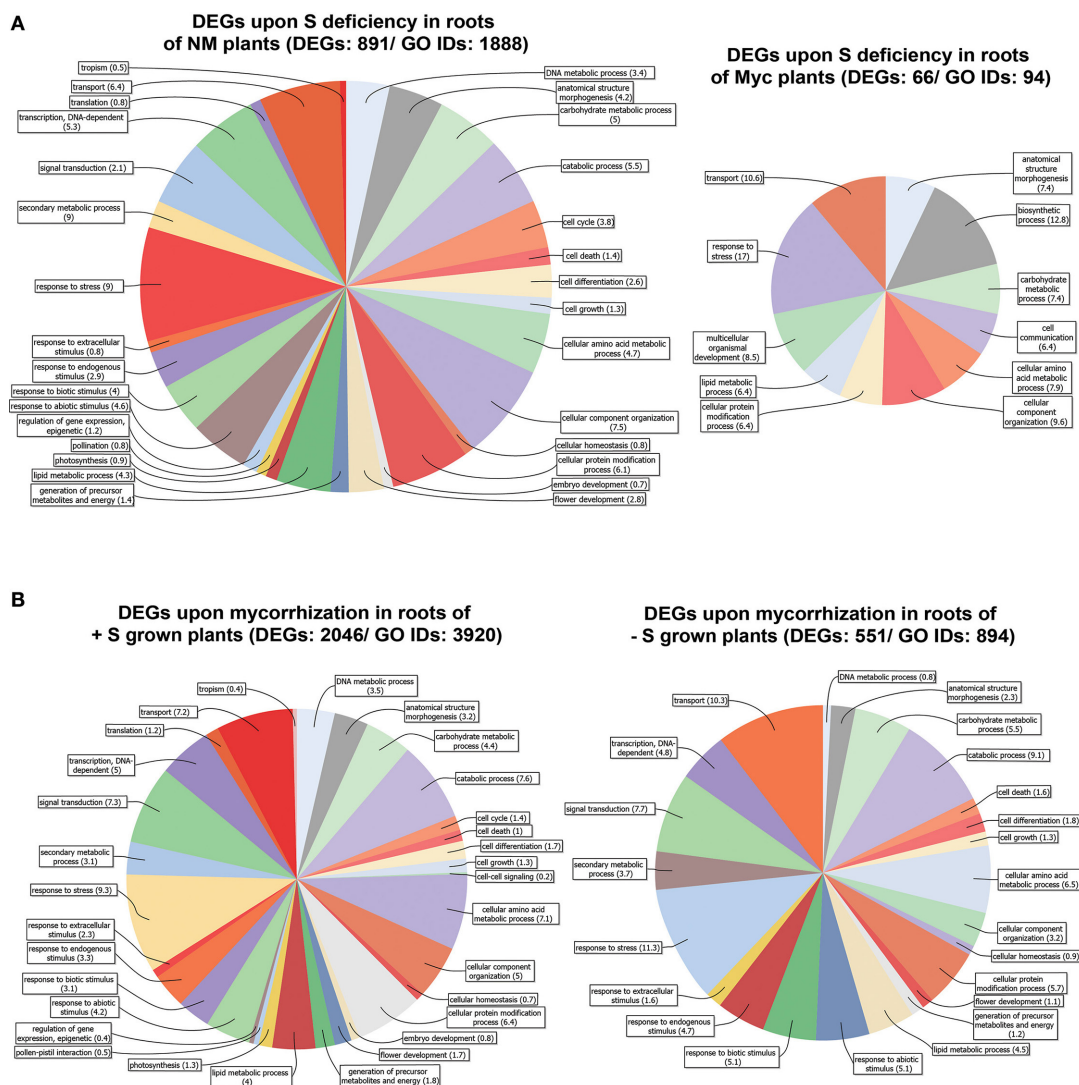 A
DEGs upon S deficiency in roots
of NM plants (DEGs: 891/ GO IDs: 1888)
tropism (0.5)
transport (6.4)
translation (0.8)
transcription, DNA-dependent
(5.3)
signal transduction (2.1)
secondary metabolic process
(9)
response to stress (9)
response to extracellular
stimulus (0.8)
response to endogenous
stimulus (2.9)
response to biotic stimulus (4)
response to abiotic stimulus (4.6)
regulation of gene expression,
epigenetic (1.2)
pollination (0.8)
photosynthesis (0.9)
lipid metabolic process (4.3)
generation of precursor
metabolites and energy (1.4)
DNA metabolic process (3.4)
anatomical structure
morphogenesis (4.2)
carbohydrate metabolic process
(5)
catabolic process (5.5)
cell cycle (3.8)
cell death (1.4)
cell differentiation (2.6)
cell growth (1.3)
cellular amino acid metabolic
process (4.7)
cellular component organization
(7.5)
cellular homeostasis (0.8)
cellular protein modification
process (6.1)
embryo development (0.7)
flower development (2.8)
DEGs upon S deficiency in roots
of Myc plants (DEGs: 66/ GO IDs: 94)
transport (10.6)
response to
stress (17)
multicellular
organismal
development (8.5)
lipid metabolic
process (6.4)
cellular protein
modification
process (6.4)
anatomical
structure
morphogenesis
(7.4)
biosynthetic
process (12.8)
carbohydrate
metabolic
process (7.4)
cell
communication
(6.4)
cellular amino
acid metabolic
process (7.9)
cellular
component
organization (9.6)
B
DEGs upon mycorrhization in roots of
+ S grown plants (DEGs: 2046/ GO IDs: 3920)
tropism (0.4)
transport (7.2)
translation (1.2)
transcription, DNA-
dependent (5)
signal transduction (7.3)
secondary metabolic
process (3.1)
response to stress (9.3)
response to extracellular
stimulus (2.3)
response to endogenous
stimulus (3.3)
response to biotic stimulus
(3.1)
response to abiotic
stimulus (4.2)
regulation of gene
expression, epigenetic (0.4)
pollen-pistil interaction (0.5)
photosynthesis (1.3)
lipid metabolic process
(4)
DNA metabolic process
(3.5)
anatomical structure
morphogenesis (3.2)
carbohydrate metabolic
process (4.4)
catabolic process (7.6)
cell cycle (1.4)
cell death (1)
cell differentiation (1.7)
cell growth (1.3)
cell-cell signaling (0.2)
cellular amino acid
metabolic process (7.1)
cellular component
organization (5)
cellular homeostasis (0.7)
cellular protein modification
process (6.4)
embryo development (0.8)
flower development (1.7)
generation of precursor
metabolites and energy (1.8)
DEGs upon mycorrhization in roots of
- S grown plants (DEGs: 551/ GO IDs: 894)
transport (10.3)
transcription, DNA-
dependent (4.8)
signal transduction (7.7)
secondary metabolic
process (3.7)
response to stress (11.3)
response to extracellular
stimulus (1.6)
response to endogenous
stimulus (4.7)
response to biotic stimulus
(5.1)
DNA metabolic process (0.8)
anatomical structure
morphogenesis (2.3)
carbohydrate metabolic
process (5.5)
catabolic process (9.1)
cell death (1.6)
cell differentiation (1.8)
cell growth (1.3)
cellular amino acid
metabolic process (6.5)
cellular component
organization (3.2)
cellular homeostasis (0.9)
cellular protein
modification process (5.7)
flower development (1.1)
generation of precursor
metabolites and energy
(1.2)
lipid metabolic process (4.5)
response to abiotic stimulus
(5.1)